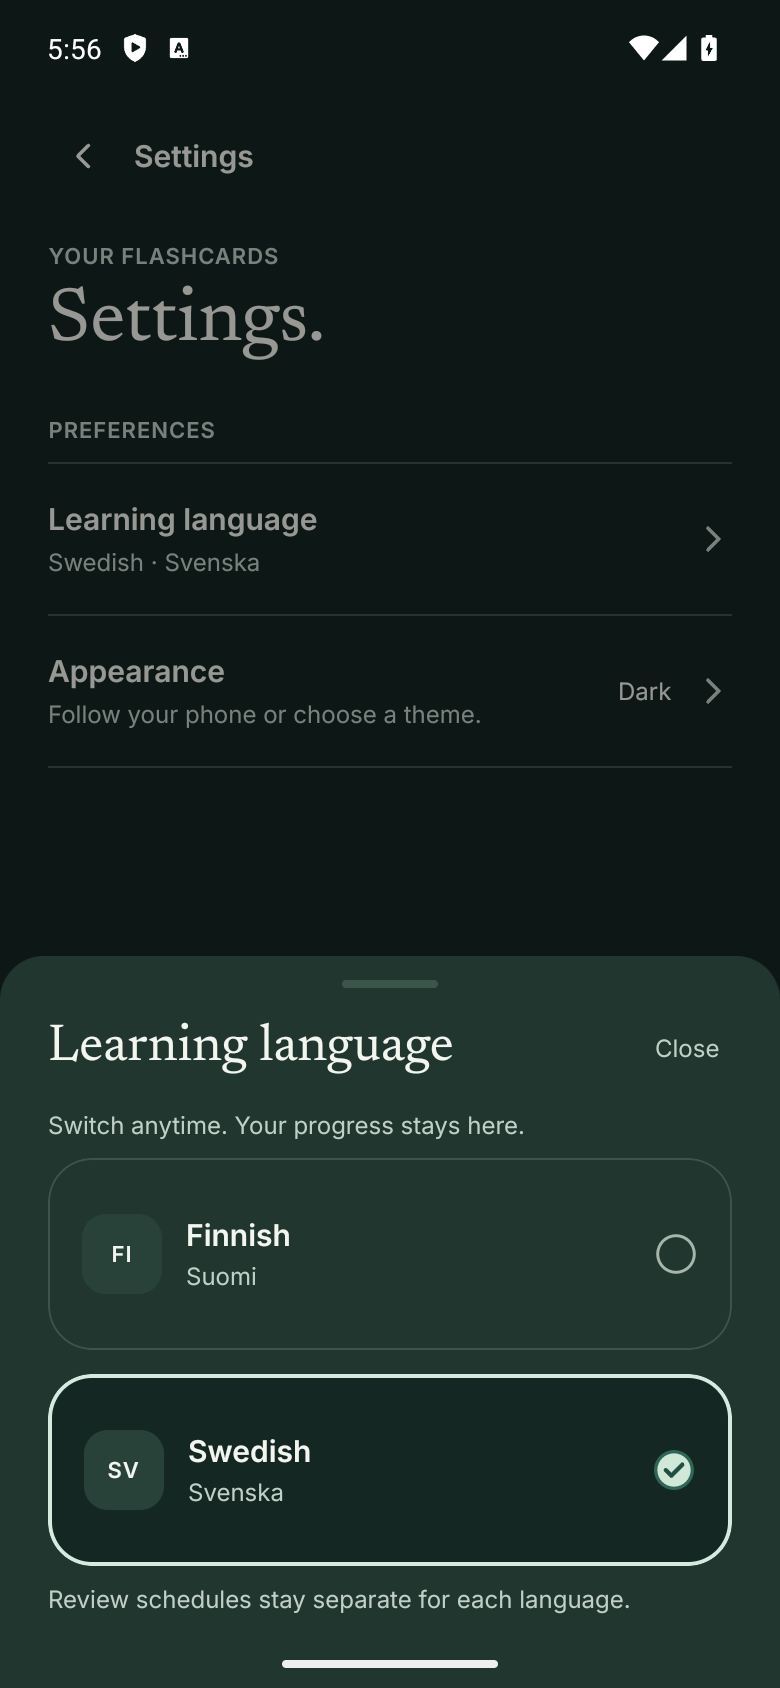 5:56
Settings
YOUR FLASHCARDS
Settings.
PREFERENCES
Learning language
Swedish · Svenska
Appearance
Follow your phone or choose a theme.
Dark
Learning language
Close
Switch anytime. Your progress stays here.
FI
Finnish
Suomi
SV
Swedish
Svenska
Review schedules stay separate for each language.